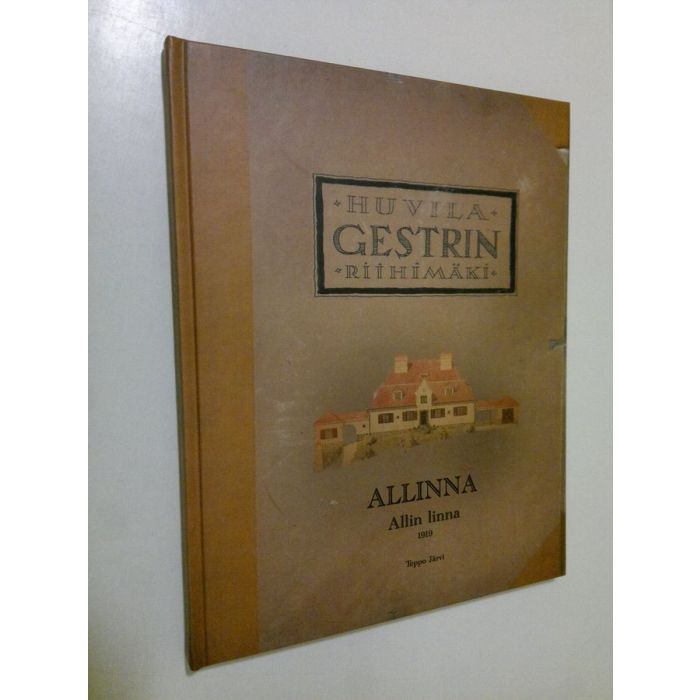 HUVILA
GESTRIN
RIIHIMÄKI
ALLINNA
Allin linna
1919
Teppo Järvi